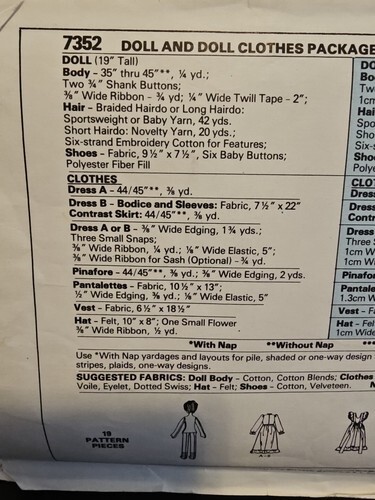 7352 DOLL AND DOLL CLOTHES PACKAGE
DOLL (19" Tall)
Body – 35" thru 45"**, ¼ yd.;
Two ¾" Shank Buttons;
⅜" Wide Ribbon – ¾ yd; ¼" Wide Twill Tape – 2";
Hair – Braided Hairdo or Long Hairdo:
Sportsweight or Baby Yarn, 42 yds.
Short Hairdo: Novelty Yarn, 20 yds.;
Six-strand Embroidery Cotton for Features;
Shoes – Fabric, 9½" x 7½", Six Baby Buttons;
Polyester Fiber Fill
CLOTHES
Dress A – 44/45"**, ⅜ yd.
Dress B – Bodice and Sleeves: Fabric, 7½" x 22"
Contrast Skirt: 44/45"**, ⅜ yd.
Dress A or B – ⅜" Wide Edging, 1¾ yds.;
Three Small Snaps;
⅜" Wide Ribbon, ¼ yd.; ⅛" Wide Elastic, 5";
⅜" Wide Ribbon for Sash (Optional) – ¾ yd.
Pinafore – 44/45"**, ⅜ yd.; ⅜" Wide Edging, 2 yds.
Pantalettes – Fabric, 10½" x 13";
½" Wide Edging, ⅜ yd.; ⅛" Wide Elastic, 5"
Vest – Fabric, 6½" x 18½"
Hat – Felt, 10" x 8"; One Small Flower
⅜" Wide Ribbon, ½ yd.
*With Nap **Without Nap
Use *With Nap yardages and layouts for pile, shaded or one-way design
stripes, plaids, one-way designs.
SUGGESTED FABRICS: Doll Body – Cotton, Cotton Blends; Clothes
Voile, Eyelet, Dotted Swiss; Hat – Felt; Shoes – Cotton, Velveteen.
19
PATTERN
PIECES
A-B
DOLL
Body
Two
1cm W
Hair
Spo
Short
Six
Shoes
Polye
CLOT
Dress
Dress
Contr
Dress
Three
1cm W
1cm W
Pinafor
Pantale
1.3cm W
Vest – Fa
Hat – Fel
1cm Wide